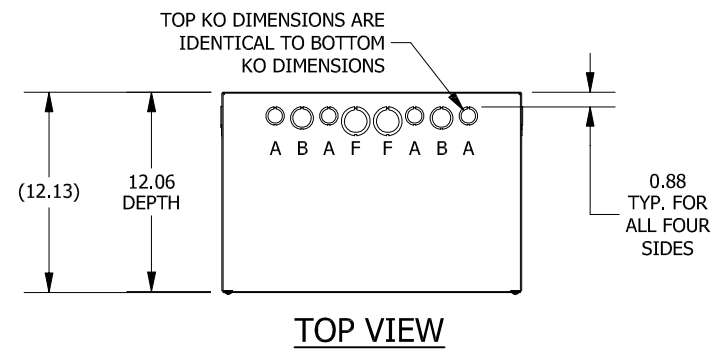 TOP KO DIMENSIONS ARE
IDENTICAL TO BOTTOM
KO DIMENSIONS
A B A F F A B A
(12.13)
12.06
DEPTH
0.88
TYP. FOR
ALL FOUR
SIDES
TOP VIEW